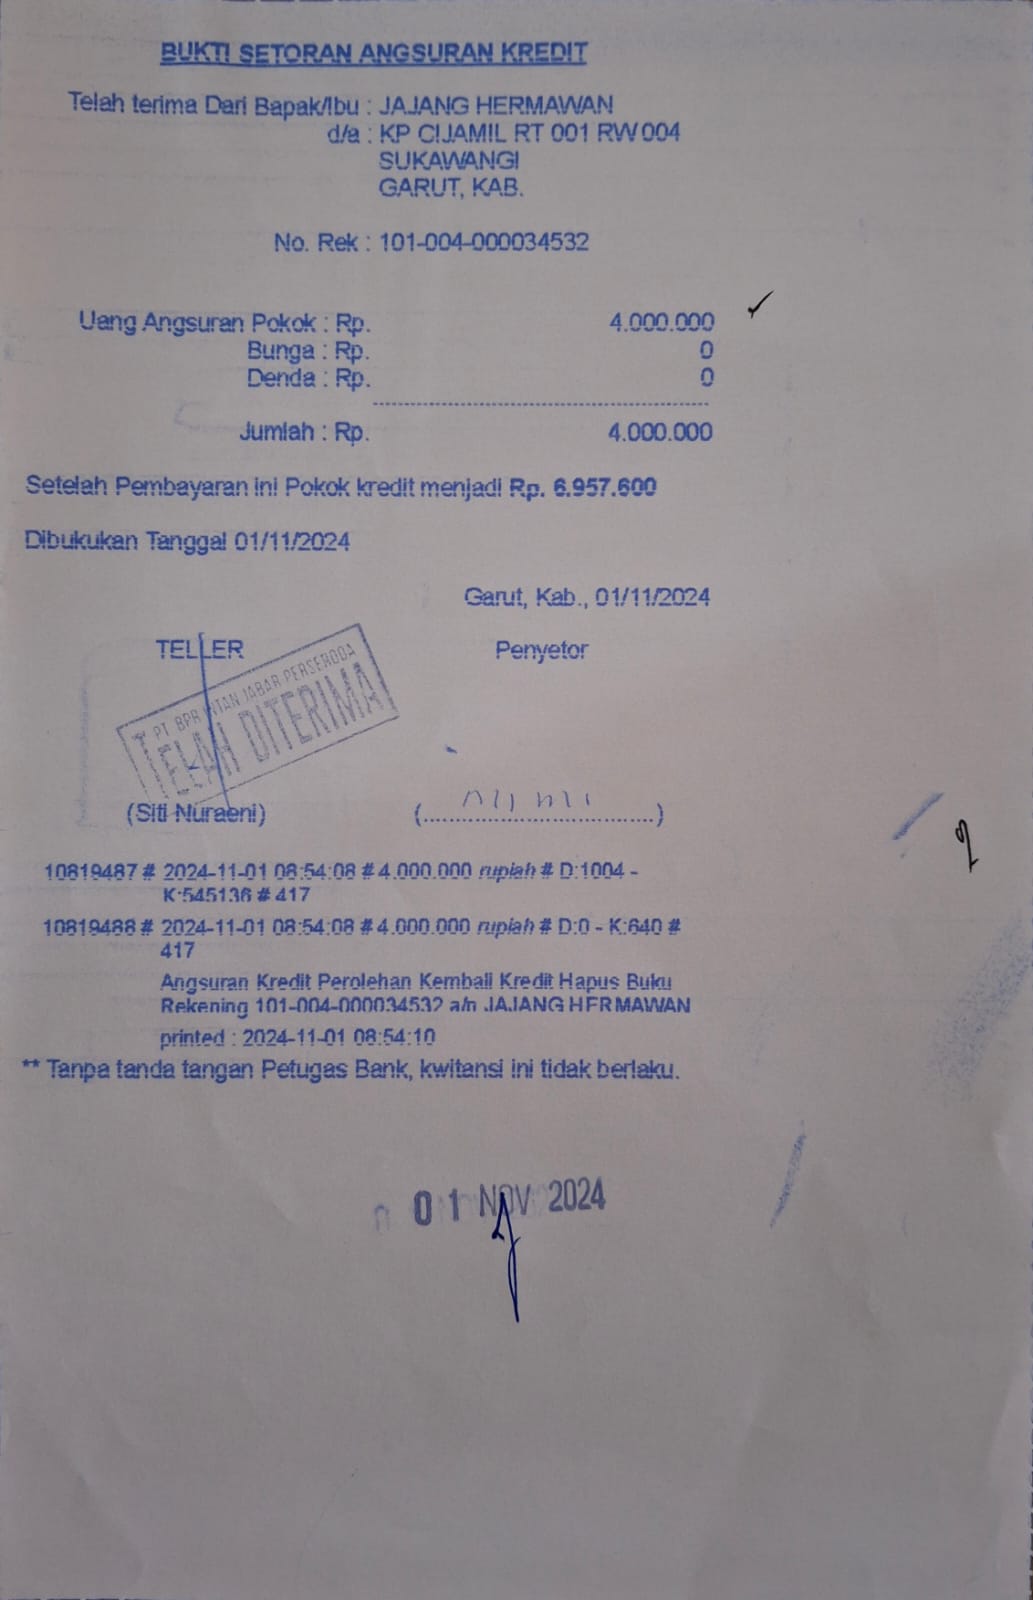 BUKTI SETORAN ANGSURAN KREDIT
Telah terima Dari Bapak/Ibu : JAJANG HERMAWAN
d/a : KP CIJAMIL RT 001 RW 004
SUKAWANGI
GARUT, KAB.
No. Rek : 101-004-000034532
Uang Angsuran Pokok : Rp. 4.000.000
Bunga : Rp. 0
Denda : Rp. 0
Jumlah : Rp. 4.000.000
Setelah Pembayaran ini Pokok kredit menjadi Rp. 6.957.600
Dibukukan Tanggal 01/11/2024
Garut, Kab., 01/11/2024
TELLER Penyetor
PT BPR INTAN JABAR PERSERODA
TELAH DITERIMA
(Siti Nuraeni) (..................................)
10819487 # 2024-11-01 08:54:08 # 4.000.000 rupiah # D:1004 -
K:545136 # 417
10819488 # 2024-11-01 08:54:08 # 4.000.000 rupiah # D:0 - K:640 #
417
Angsuran Kredit Perolehan Kembali Kredit Hapus Buku
Rekening 101-004-000034532 a/n JAJANG HERMAWAN
printed : 2024-11-01 08:54:10
** Tanpa tanda tangan Petugas Bank, kwitansi ini tidak berlaku.
01 NOV 2024